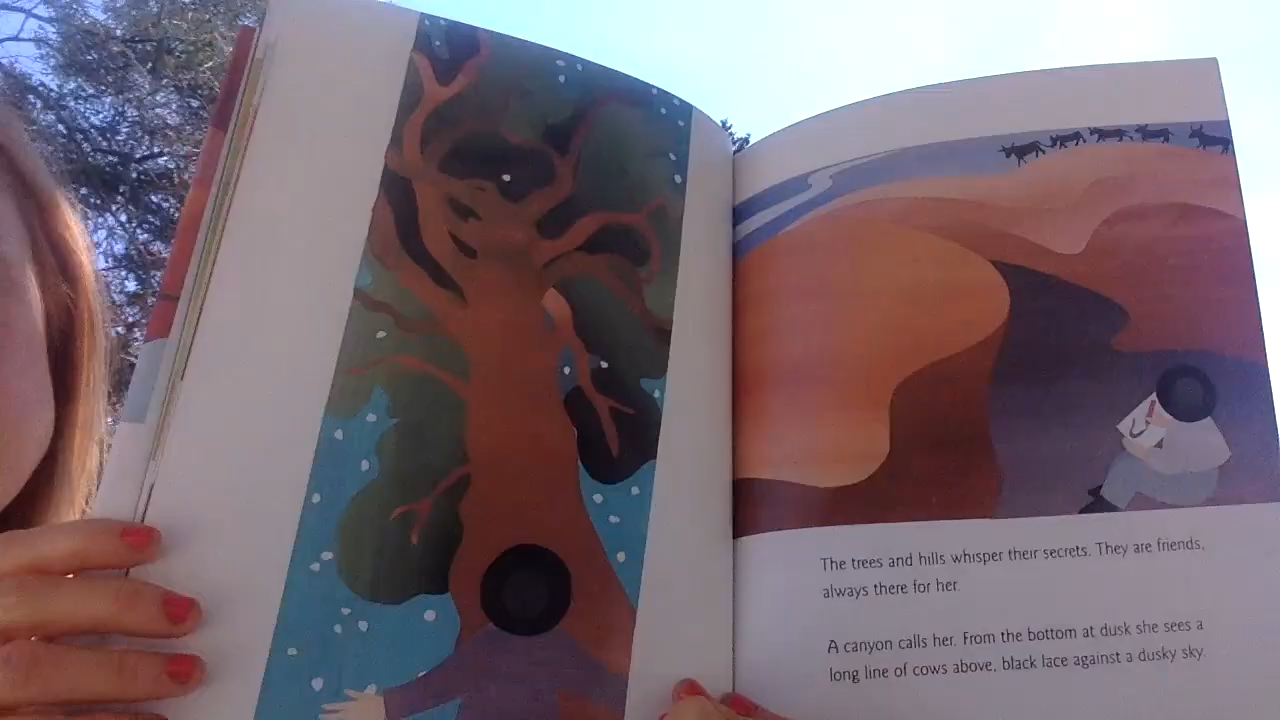 The trees and hills whisper their secrets. They are friends,
always there for her.
A canyon calls her. From the bottom at dusk she sees a
long line of cows above, black lace against a dusky sky.